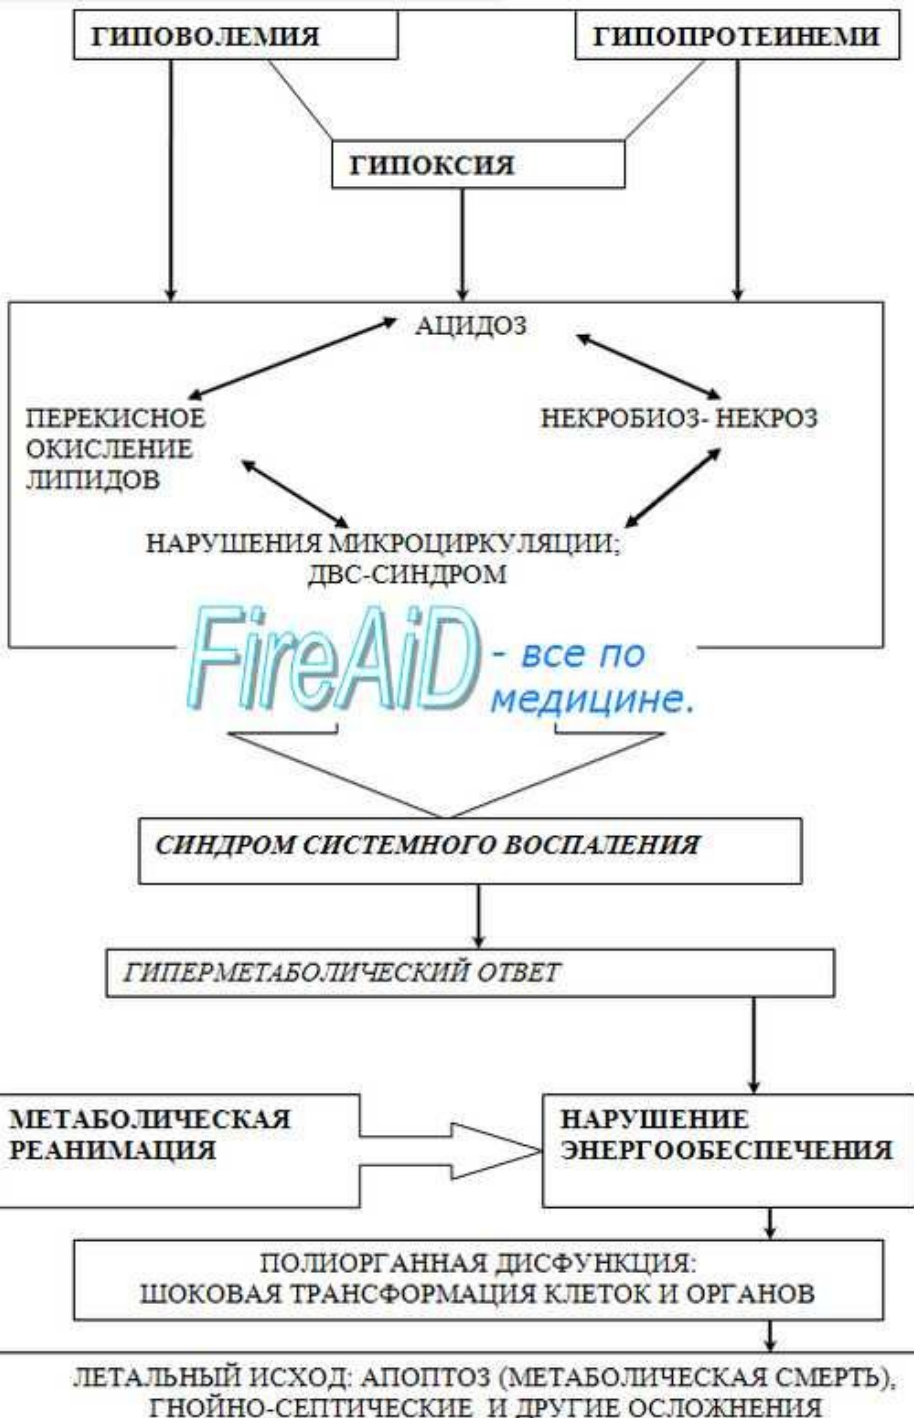 ГИПОВОЛЕМИЯ
ГИПОПРОТЕИНЕМИ
ГИПОКСИЯ
АЦИДОЗ
ПЕРЕКИСНОЕ
ОКИСЛЕНИЕ
ЛИПИДОВ
НЕКРОБИОЗ- НЕКРОЗ
НАРУШЕНИЯ МИКРОЦИРКУЛЯЦИИ;
ДВС-СИНДРОМ
FireAiD - все по
медицине.
СИНДРОМ СИСТЕМНОГО ВОСПАЛЕНИЯ
ГИПЕРМЕТАБОЛИЧЕСКИЙ ОТВЕТ
МЕТАБОЛИЧЕСКАЯ
РЕАНИМАЦИЯ
НАРУШЕНИЕ
ЭНЕРГООБЕСПЕЧЕНИЯ
ПОЛИОРГАННАЯ ДИСФУНКЦИЯ:
ШОКОВАЯ ТРАНСФОРМАЦИЯ КЛЕТОК И ОРГАНОВ
ЛЕТАЛЬНЫЙ ИСХОД: АПОПТОЗ (МЕТАБОЛИЧЕСКАЯ СМЕРТЬ),
ГНОЙНО-СЕПТИЧЕСКИЕ И ДРУГИЕ ОСЛОЖНЕНИЯ